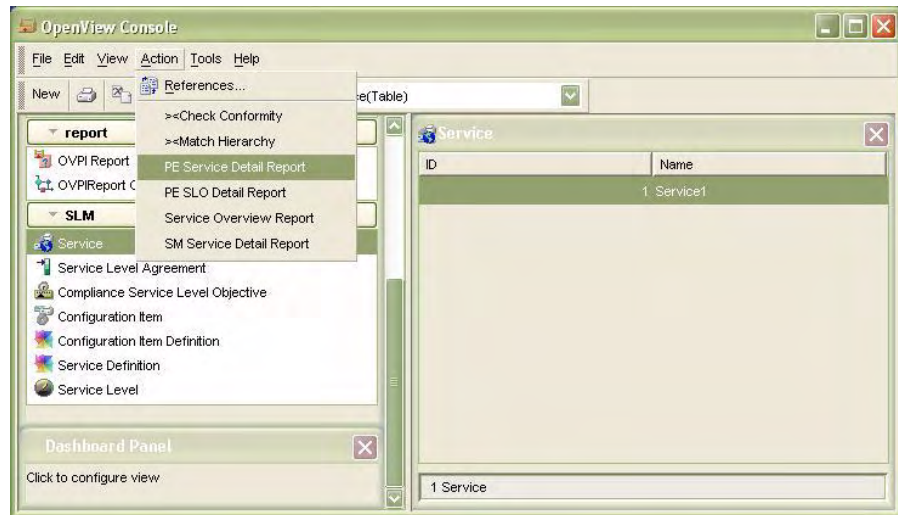 OpenView Console
File Edit View Action Tools Help
New
e(Table)
References...
><Check Conformity
><Match Hierarchy
PE Service Detail Report
PE SLO Detail Report
Service Overview Report
SM Service Detail Report
report
OVPI Report
OVPIReport C
SLM
Service
Service Level Agreement
Compliance Service Level Objective
Configuration Item
Configuration Item Definition
Service Definition
Service Level
Dashboard Panel
Click to configure view
Service
ID Name
1 Service1
1 Service